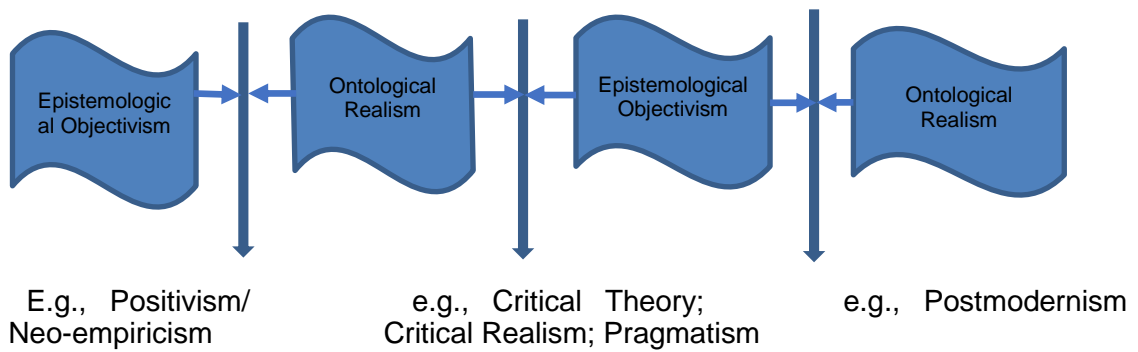 Epistemologic
al Objectivism
Ontological
Realism
Epistemological
Objectivism
Ontological
Realism
E.g., Positivism/
Neo-empiricism
e.g., Critical Theory;
Critical Realism; Pragmatism
e.g., Postmodernism